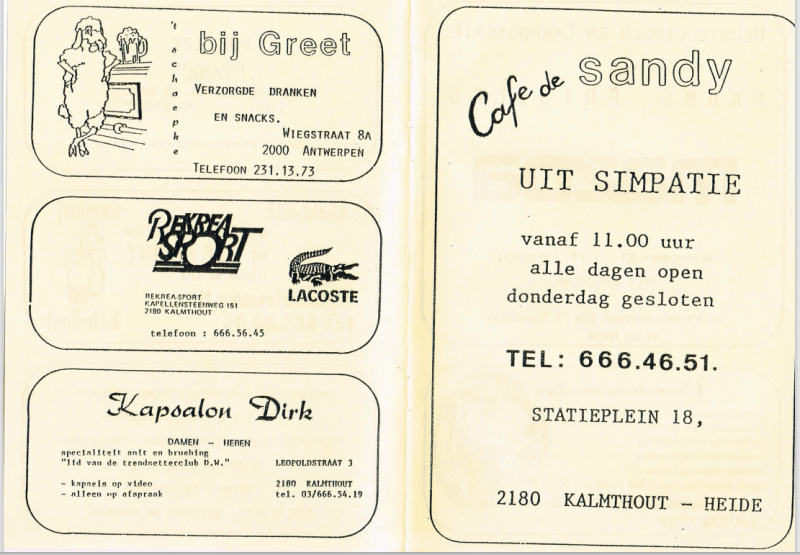 't schaaphe
bij Greet
VERZORGDE DRANKEN
EN SNACKS.
WIEGSTRAAT 8A
2000 ANTWERPEN
TELEFOON 231.13.73
REKREA
SPORT
LACOSTE
REKREA-SPORT
KAPELLENSTEENWEG 151
2180 KALMTHOUT
telefoon : 666.56.45
Kapsalon Dirk
DAMEN - HEREN
specialiteit snit en brushing
"lid van de trendsetterclub D.W."
LEOPOLDSTRAAT 3
- kapsels op video
2180 KALMTHOUT
- alleen op afspraak
tel. 03/666.54.19
Cafe de sandy
UIT SIMPATIE
vanaf 11.00 uur
alle dagen open
donderdag gesloten
TEL: 666.46.51.
STATIEPLEIN 18,
2180 KALMTHOUT - HEIDE